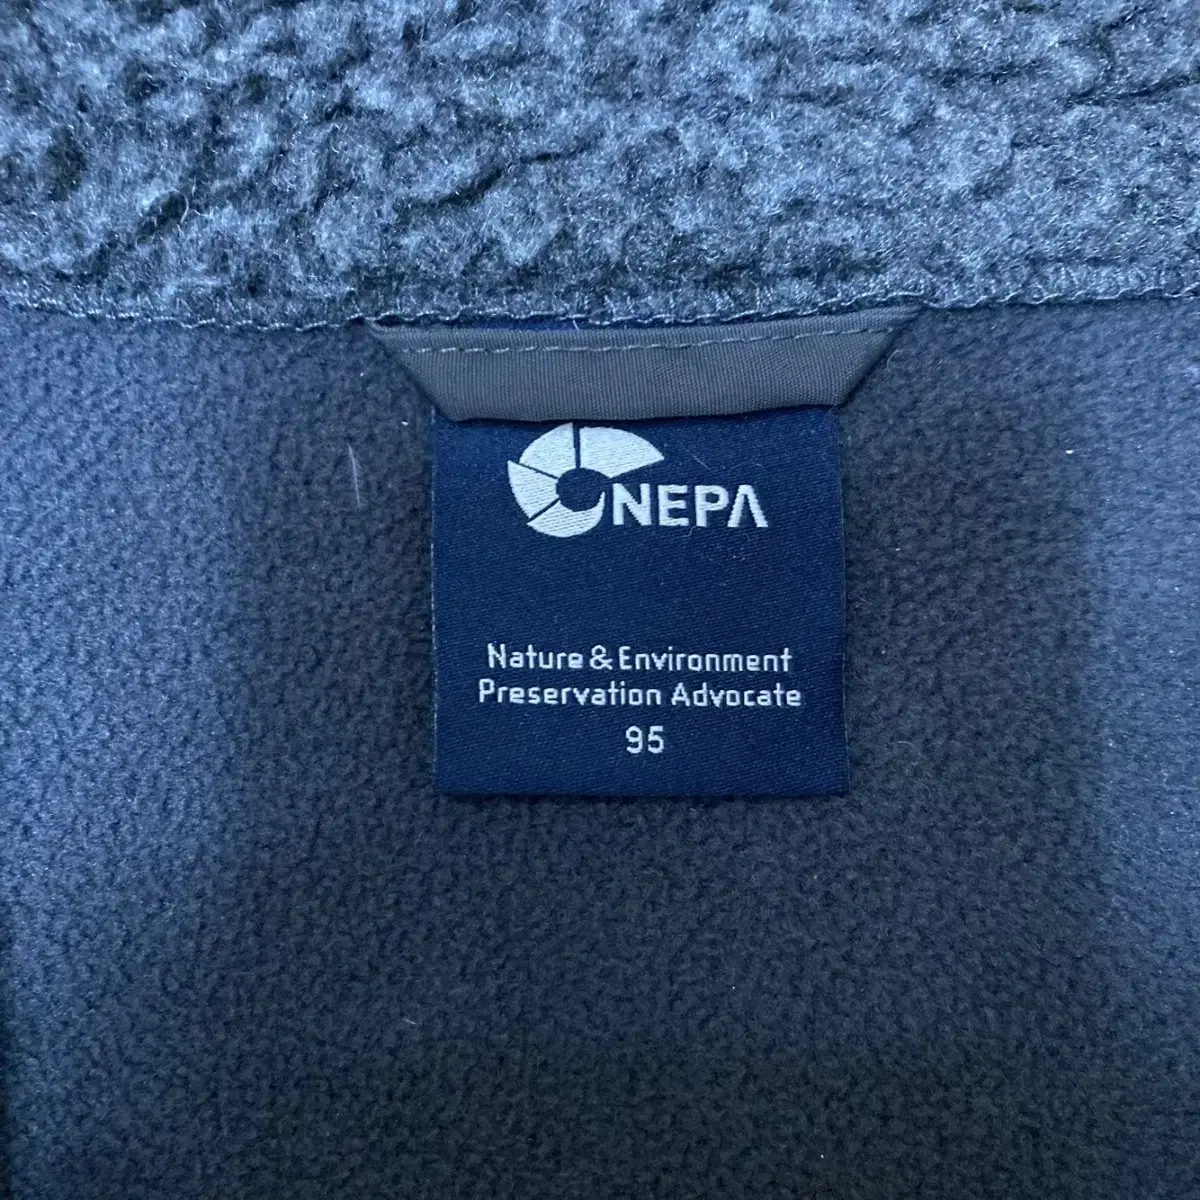 NEPA
Nature & Environment
Preservation Advocate
95